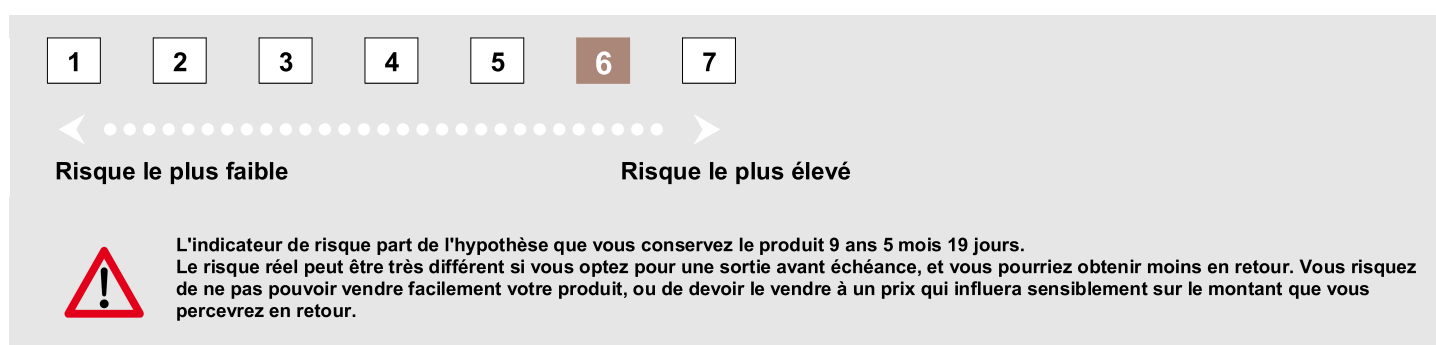 1 2 3 4 5 6 7
Risque le plus faible Risque le plus élevé
L'indicateur de risque part de l'hypothèse que vous conservez le produit 9 ans 5 mois 19 jours.
Le risque réel peut être très différent si vous optez pour une sortie avant échéance, et vous pourriez obtenir moins en retour. Vous risquez
de ne pas pouvoir vendre facilement votre produit, ou de devoir le vendre à un prix qui influera sensiblement sur le montant que vous
percevrez en retour.